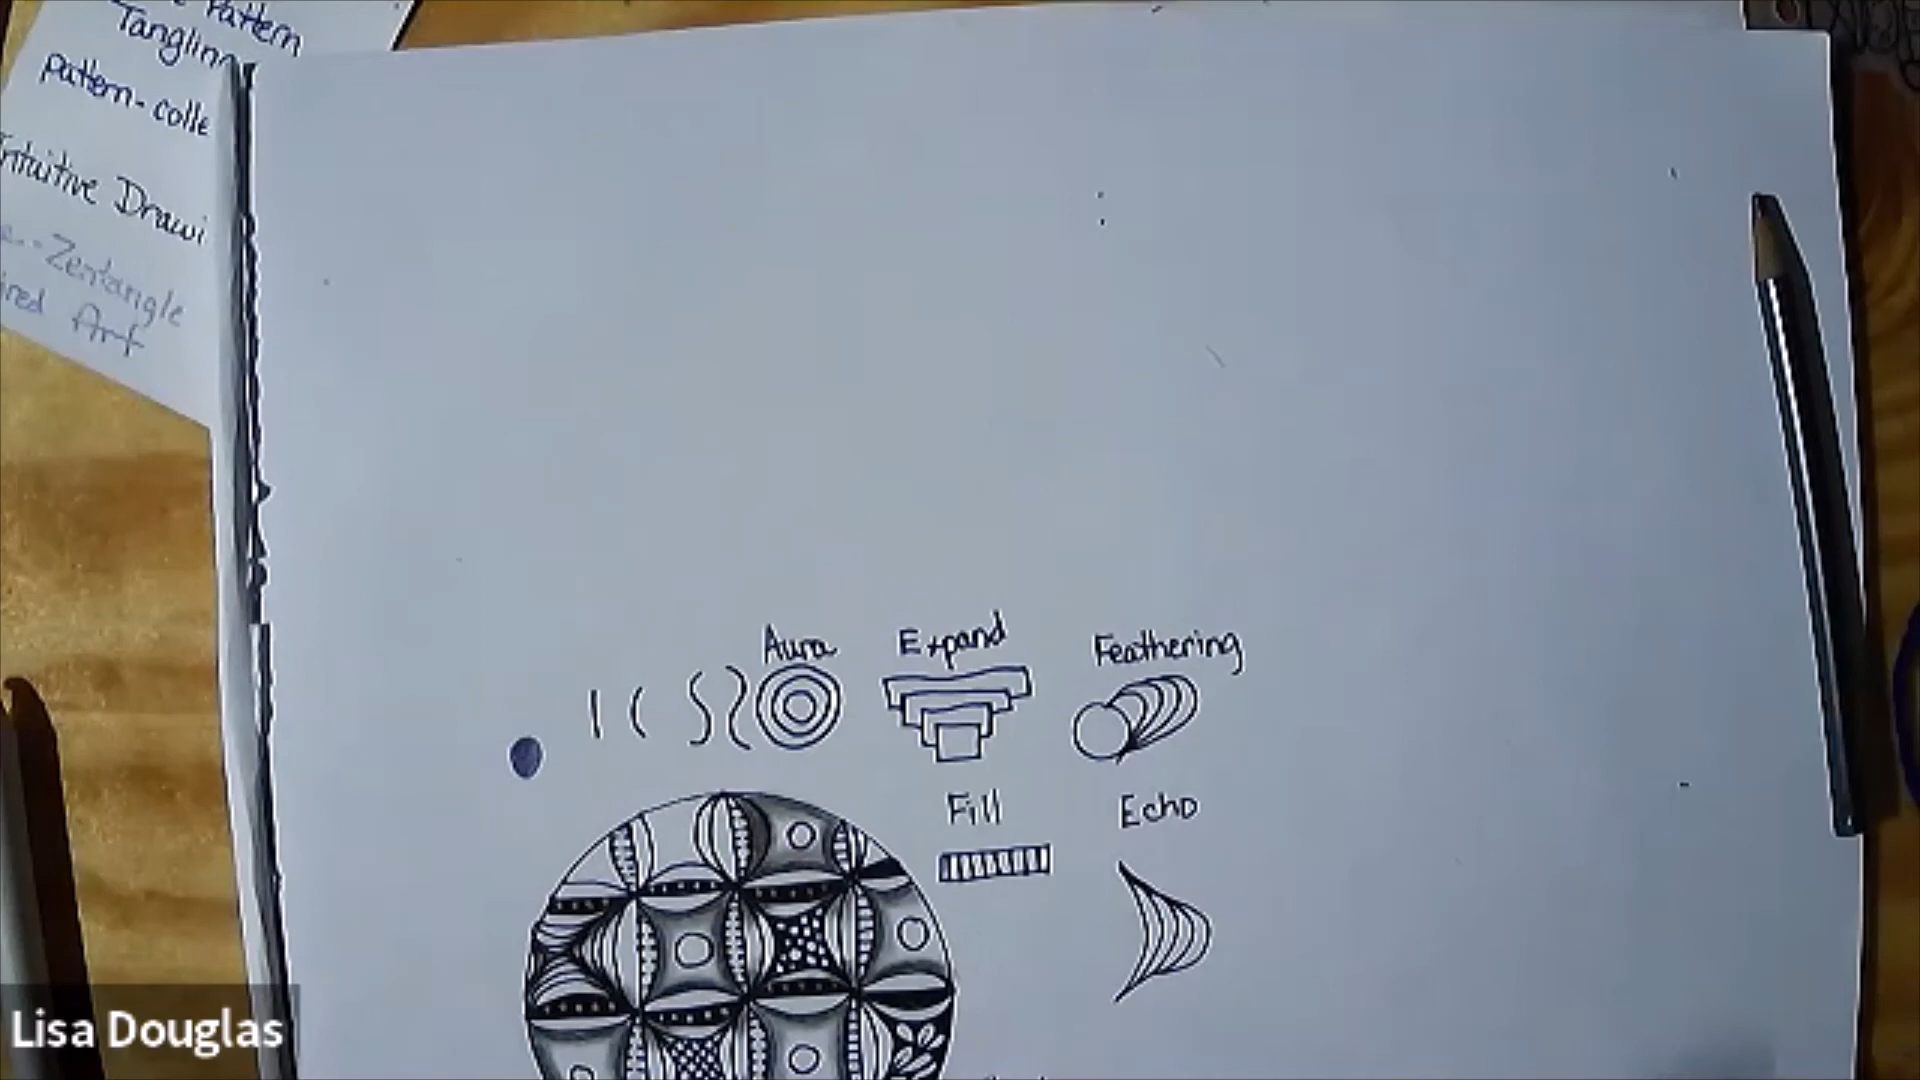 Pattern
Tangling
pattern-colle
Intuitive Drawi
Zentangle
ired Art
Aura Expand Feathering
Fill Echo
Lisa Douglas